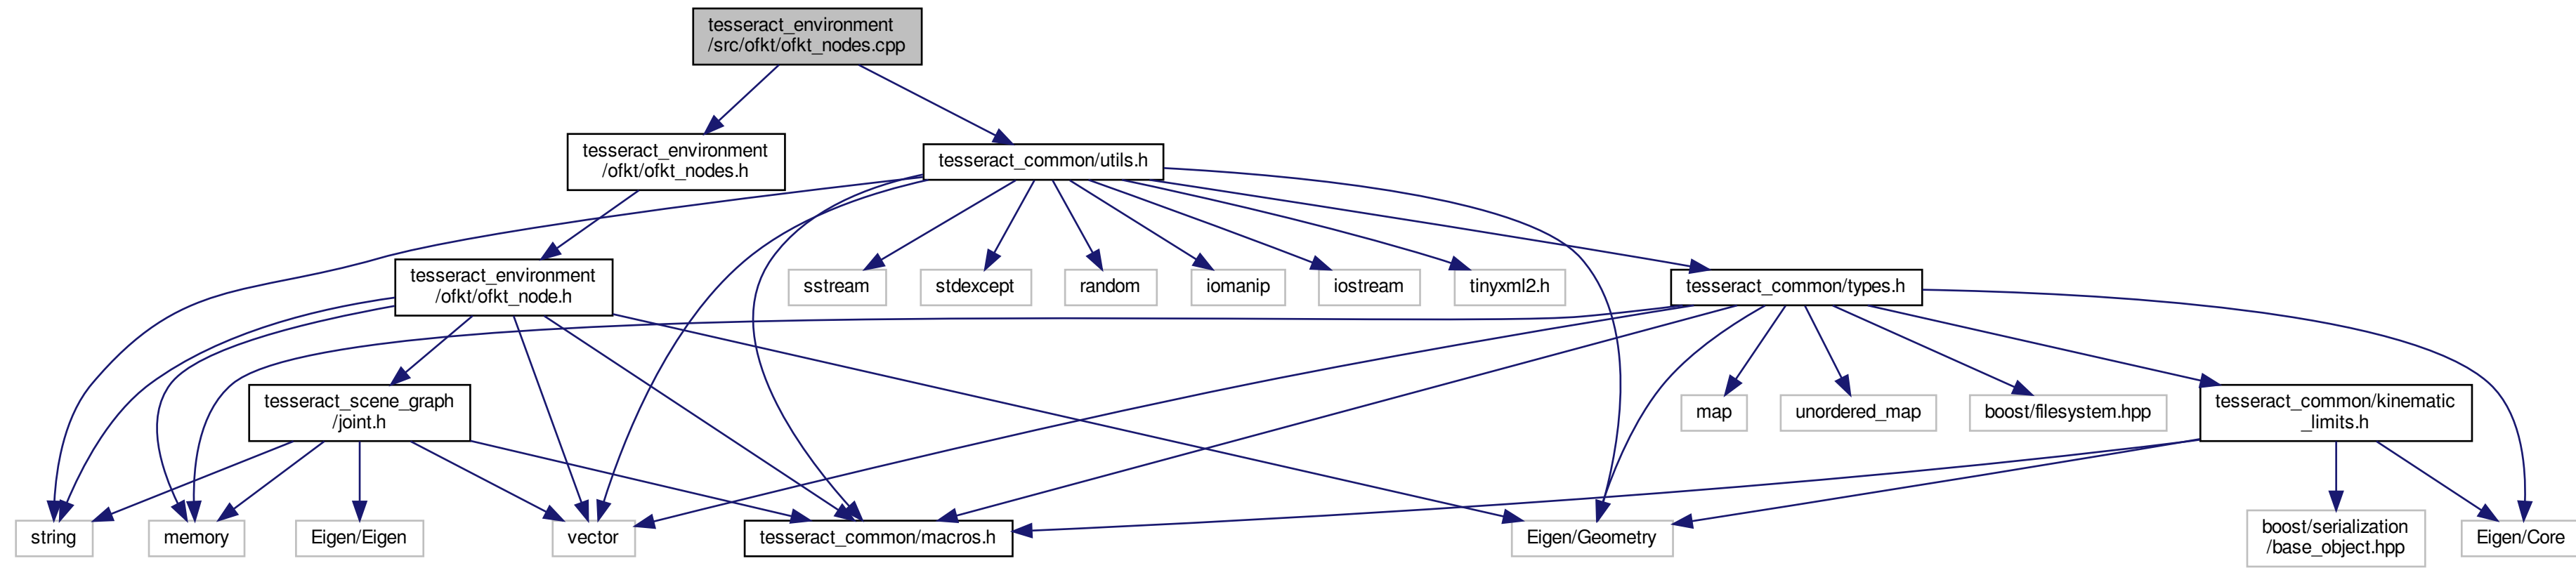 tesseract_environment
/src/ofkt/ofkt_nodes.cpp
tesseract_environment
/ofkt/ofkt_nodes.h
tesseract_common/utils.h
tesseract_environment
/ofkt/ofkt_node.h
sstream
stdexcept
random
iomanip
iostream
tinyxml2.h
tesseract_common/types.h
tesseract_scene_graph
/joint.h
map
unordered_map
boost/filesystem.hpp
tesseract_common/kinematic
_limits.h
string
memory
Eigen/Eigen
vector
tesseract_common/macros.h
Eigen/Geometry
boost/serialization
/base_object.hpp
Eigen/Core